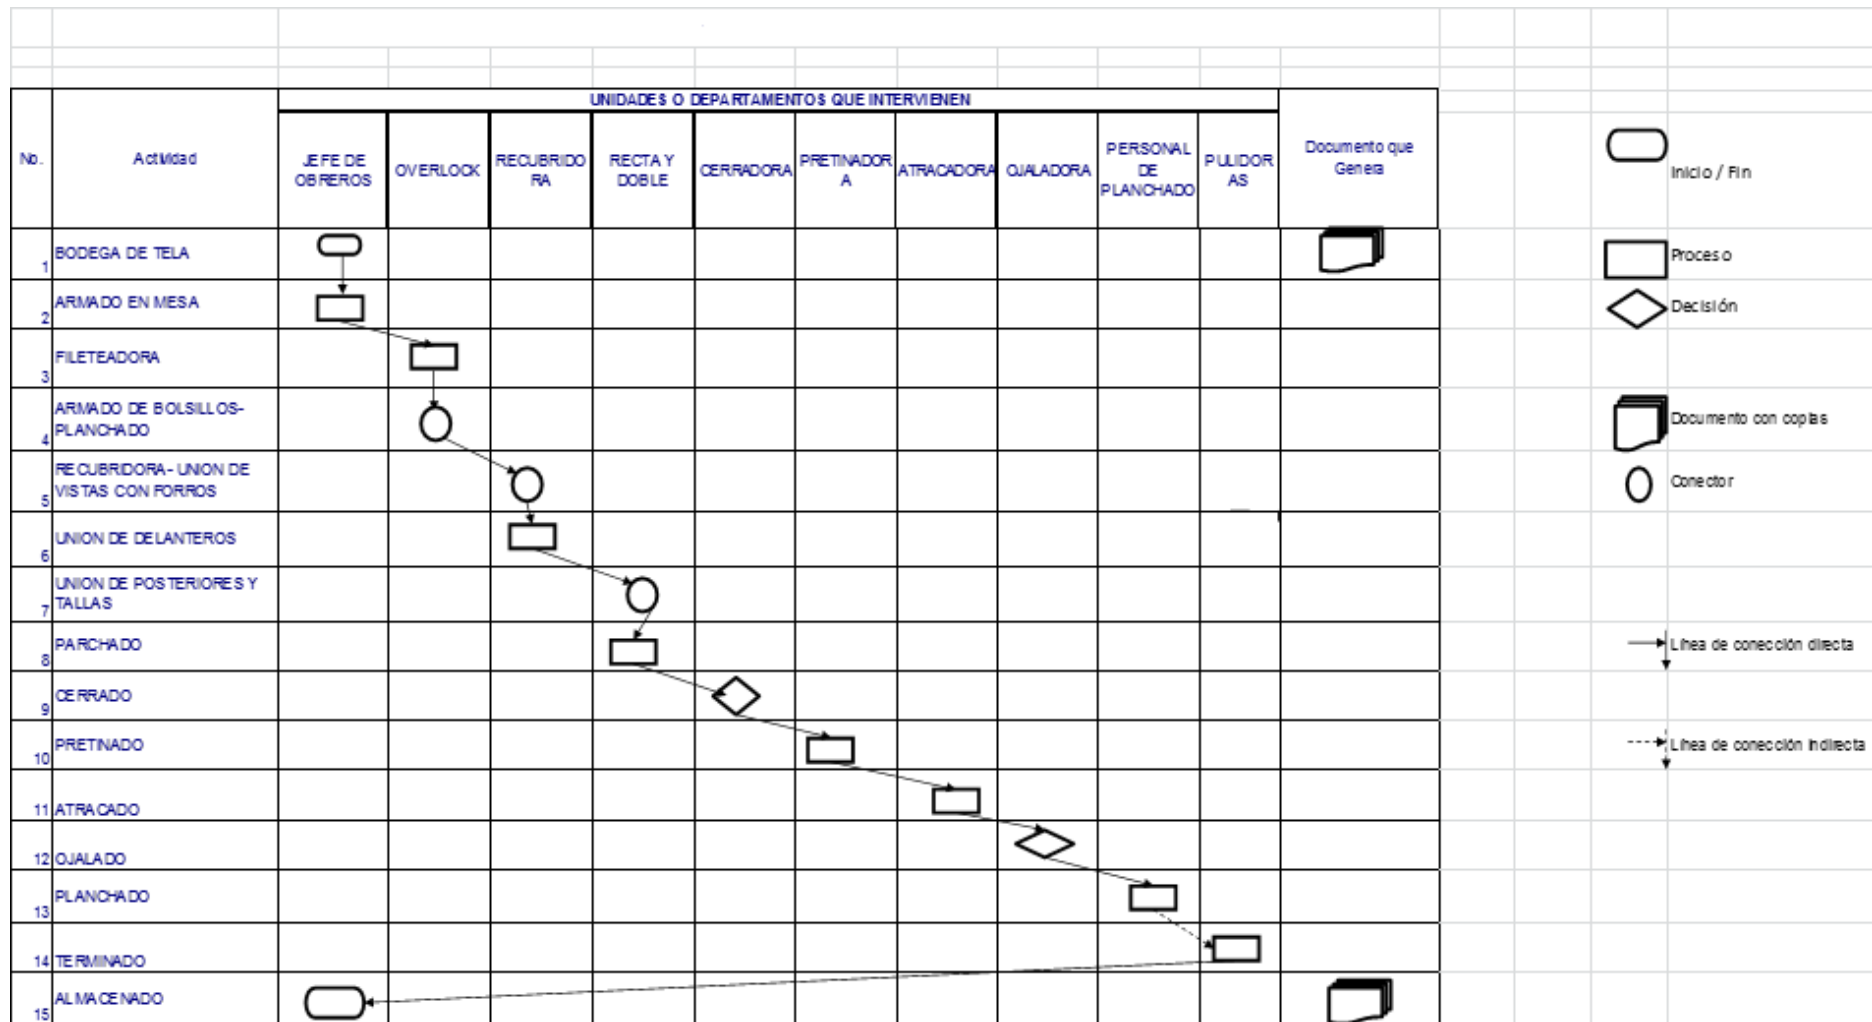 UNIDADES O DEPARTAMENTOS QUE INTERVIENEN
No.
Actividad
JEFE DE
OBREROS
OVERLOCK
RECUBRIDO
RA
RECTA Y
DOBLE
CERRADORA
PRETINADOR
A
ATRACADORA
OJALADORA
PERSONAL
DE
PLANCHADO
PULIDOR
AS
Documento que
Genera
1 BODEGA DE TELA
2 ARMADO EN MESA
3 FILETEADORA
ARMADO DE BOLSILLOS-
4 PLANCHADO
RECUBRIDORA- UNION DE
5 VISTAS CON FORROS
6 UNION DE DELANTEROS
UNION DE POSTERIORES Y
7 TALLAS
8 PARCHADO
9 CERRADO
10 PRETINADO
11 ATRACADO
12 OJALADO
13 PLANCHADO
14 TERMINADO
15 ALMACENADO
Inicio / Fin
Proceso
Decisión
Documento con copias
Conector
Línea de conección directa
Línea de conección indirecta